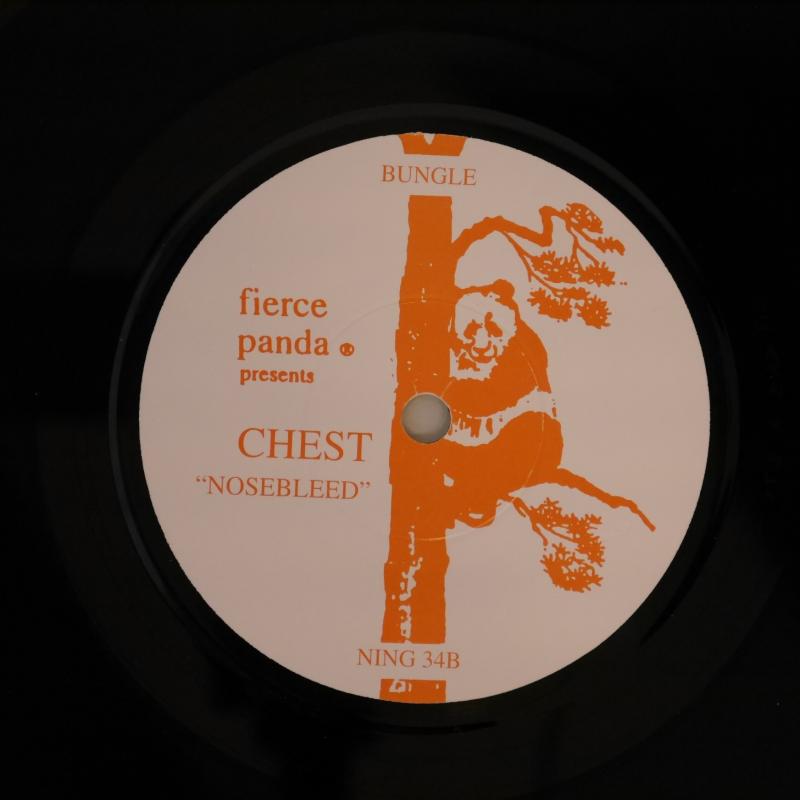 BUNGLE
fierce
panda ®
presents
CHEST
“NOSEBLEED”
NING 34B